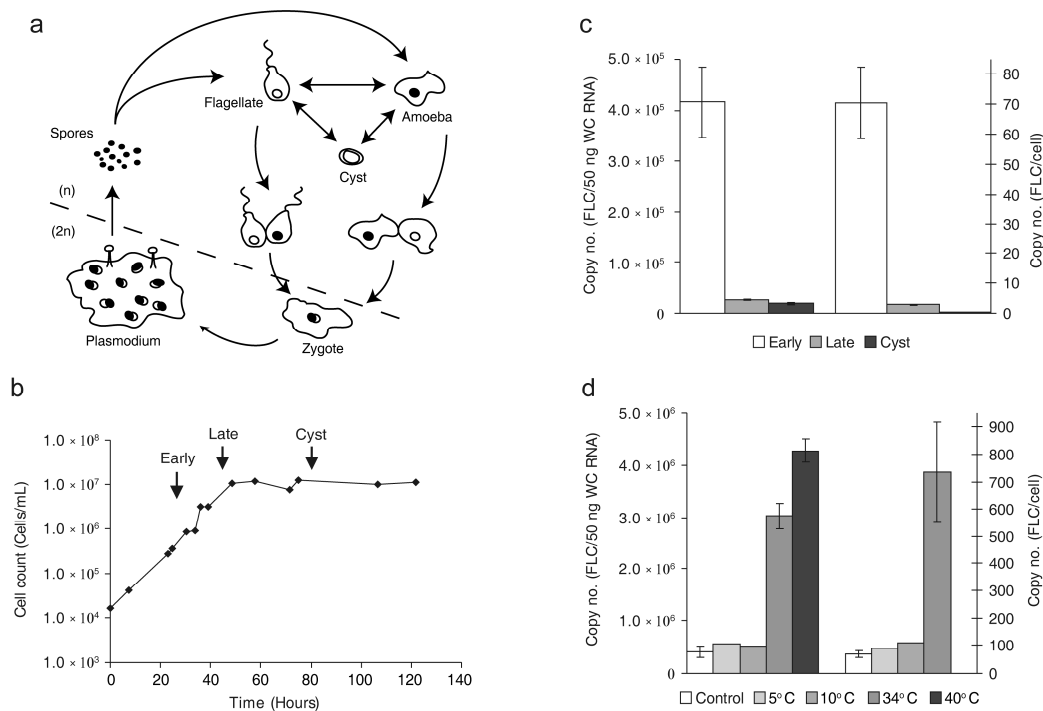 a
Flagellate
Amoeba
Spores
Cyst
(n)
(2n)
Plasmodium
Zygote
b
Cell count (Cells/mL)
1.0 × 10⁸
1.0 × 10⁷
1.0 × 10⁶
1.0 × 10⁵
1.0 × 10⁴
1.0 × 10³
Early
Late
Cyst
0 20 40 60 80 100 120 140
Time (Hours)
c
Copy no. (FLC/50 ng WC RNA)
5.0 × 10⁵
4.0 × 10⁵
3.0 × 10⁵
2.0 × 10⁵
1.0 × 10⁵
0
80
70
60
50
40
30
20
10
0
Copy no. (FLC/cell)
Early Late Cyst
d
Copy no. (FLC/50 ng WC RNA)
5.0 × 10⁶
4.0 × 10⁶
3.0 × 10⁶
2.0 × 10⁶
1.0 × 10⁶
0
900
800
700
600
500
400
300
200
100
0
Copy no. (FLC/cell)
Control 5°C 10°C 34°C 40°C